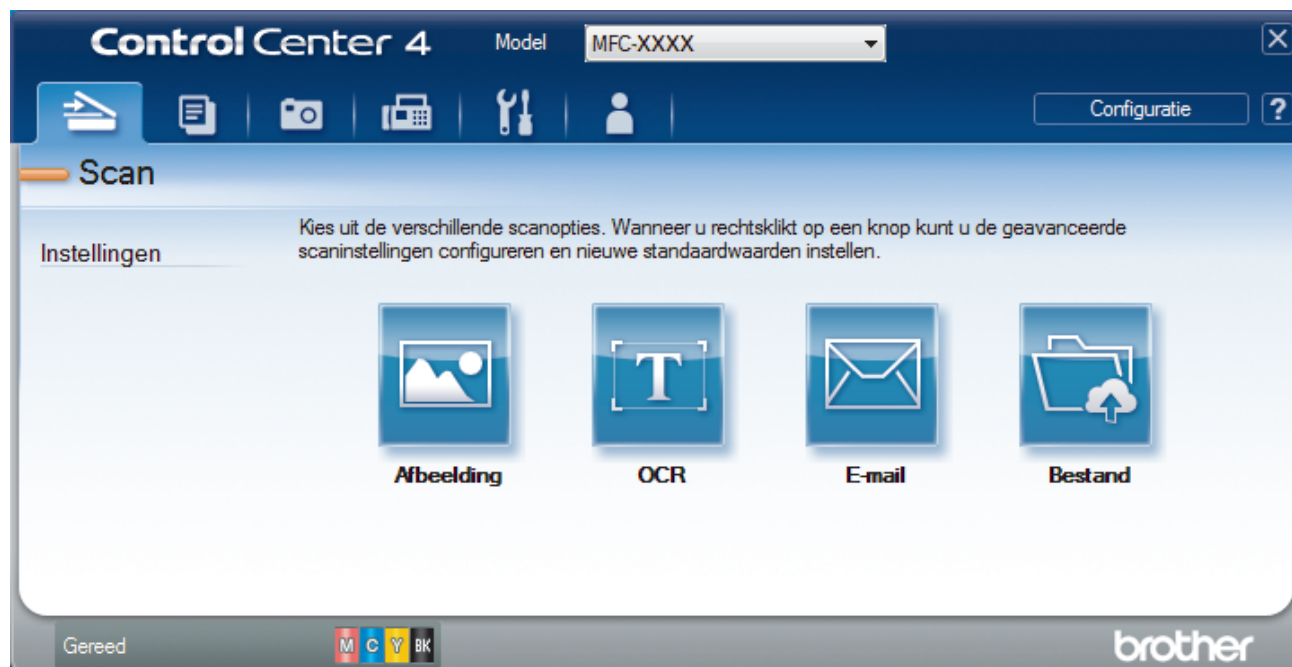 ControlCenter 4 Model MFC-XXXX
Configuratie ?
Scan
Instellingen
Kies uit de verschillende scanopties. Wanneer u rechtsklikt op een knop kunt u de geavanceerde
scaninstellingen configureren en nieuwe standaardwaarden instellen.
T
Afbeelding OCR E-mail Bestand
Gereed M C Y BK brother